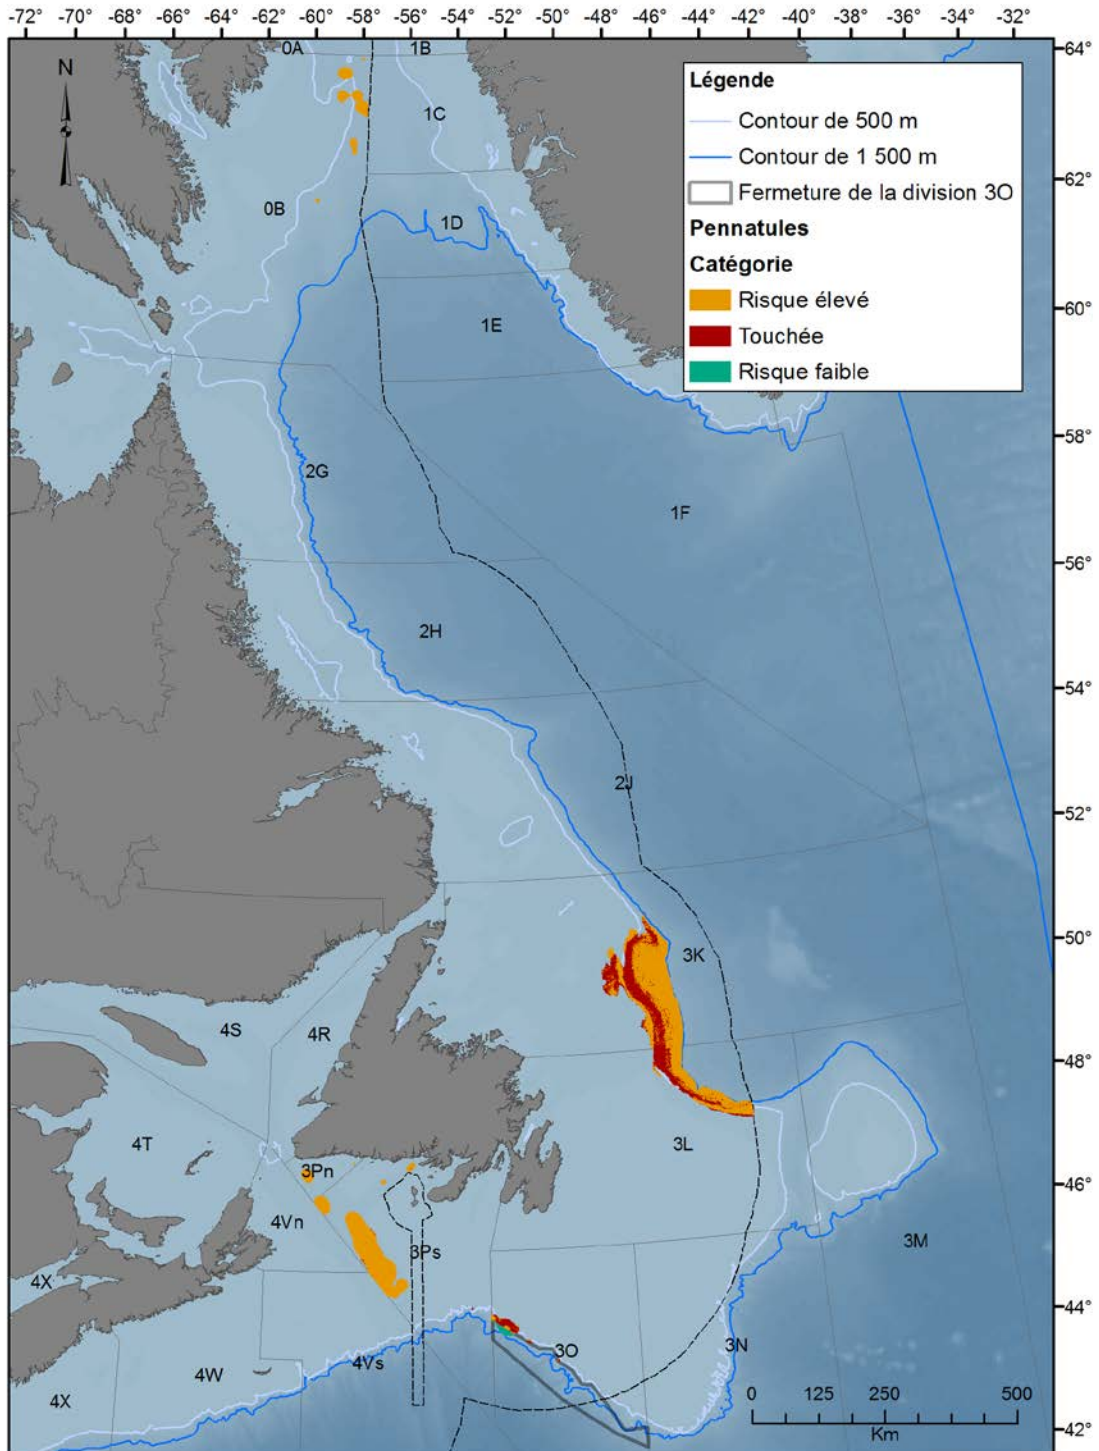 -72° -70° -68° -66° -64° -62° -60° -58° -56° -54° -52° -50° -48° -46° -44° -42° -40° -38° -36° -34° -32°
N
0A
1B
64°
Légende
Contour de 500 m
1C
Contour de 1 500 m
Fermeture de la division 3O
62°
0B
1D
Pennatules
Catégorie
Risque élevé
60°
1E
Touchée
Risque faible
58°
2G
1F
56°
2H
54°
2J
52°
50°
3K
4S
4R
48°
4T
3L
3Pn
46°
4Vn
3Ps
3M
4X
44°
3O
3N
4Vs
4W
4X
0 125 250 500
Km
42°